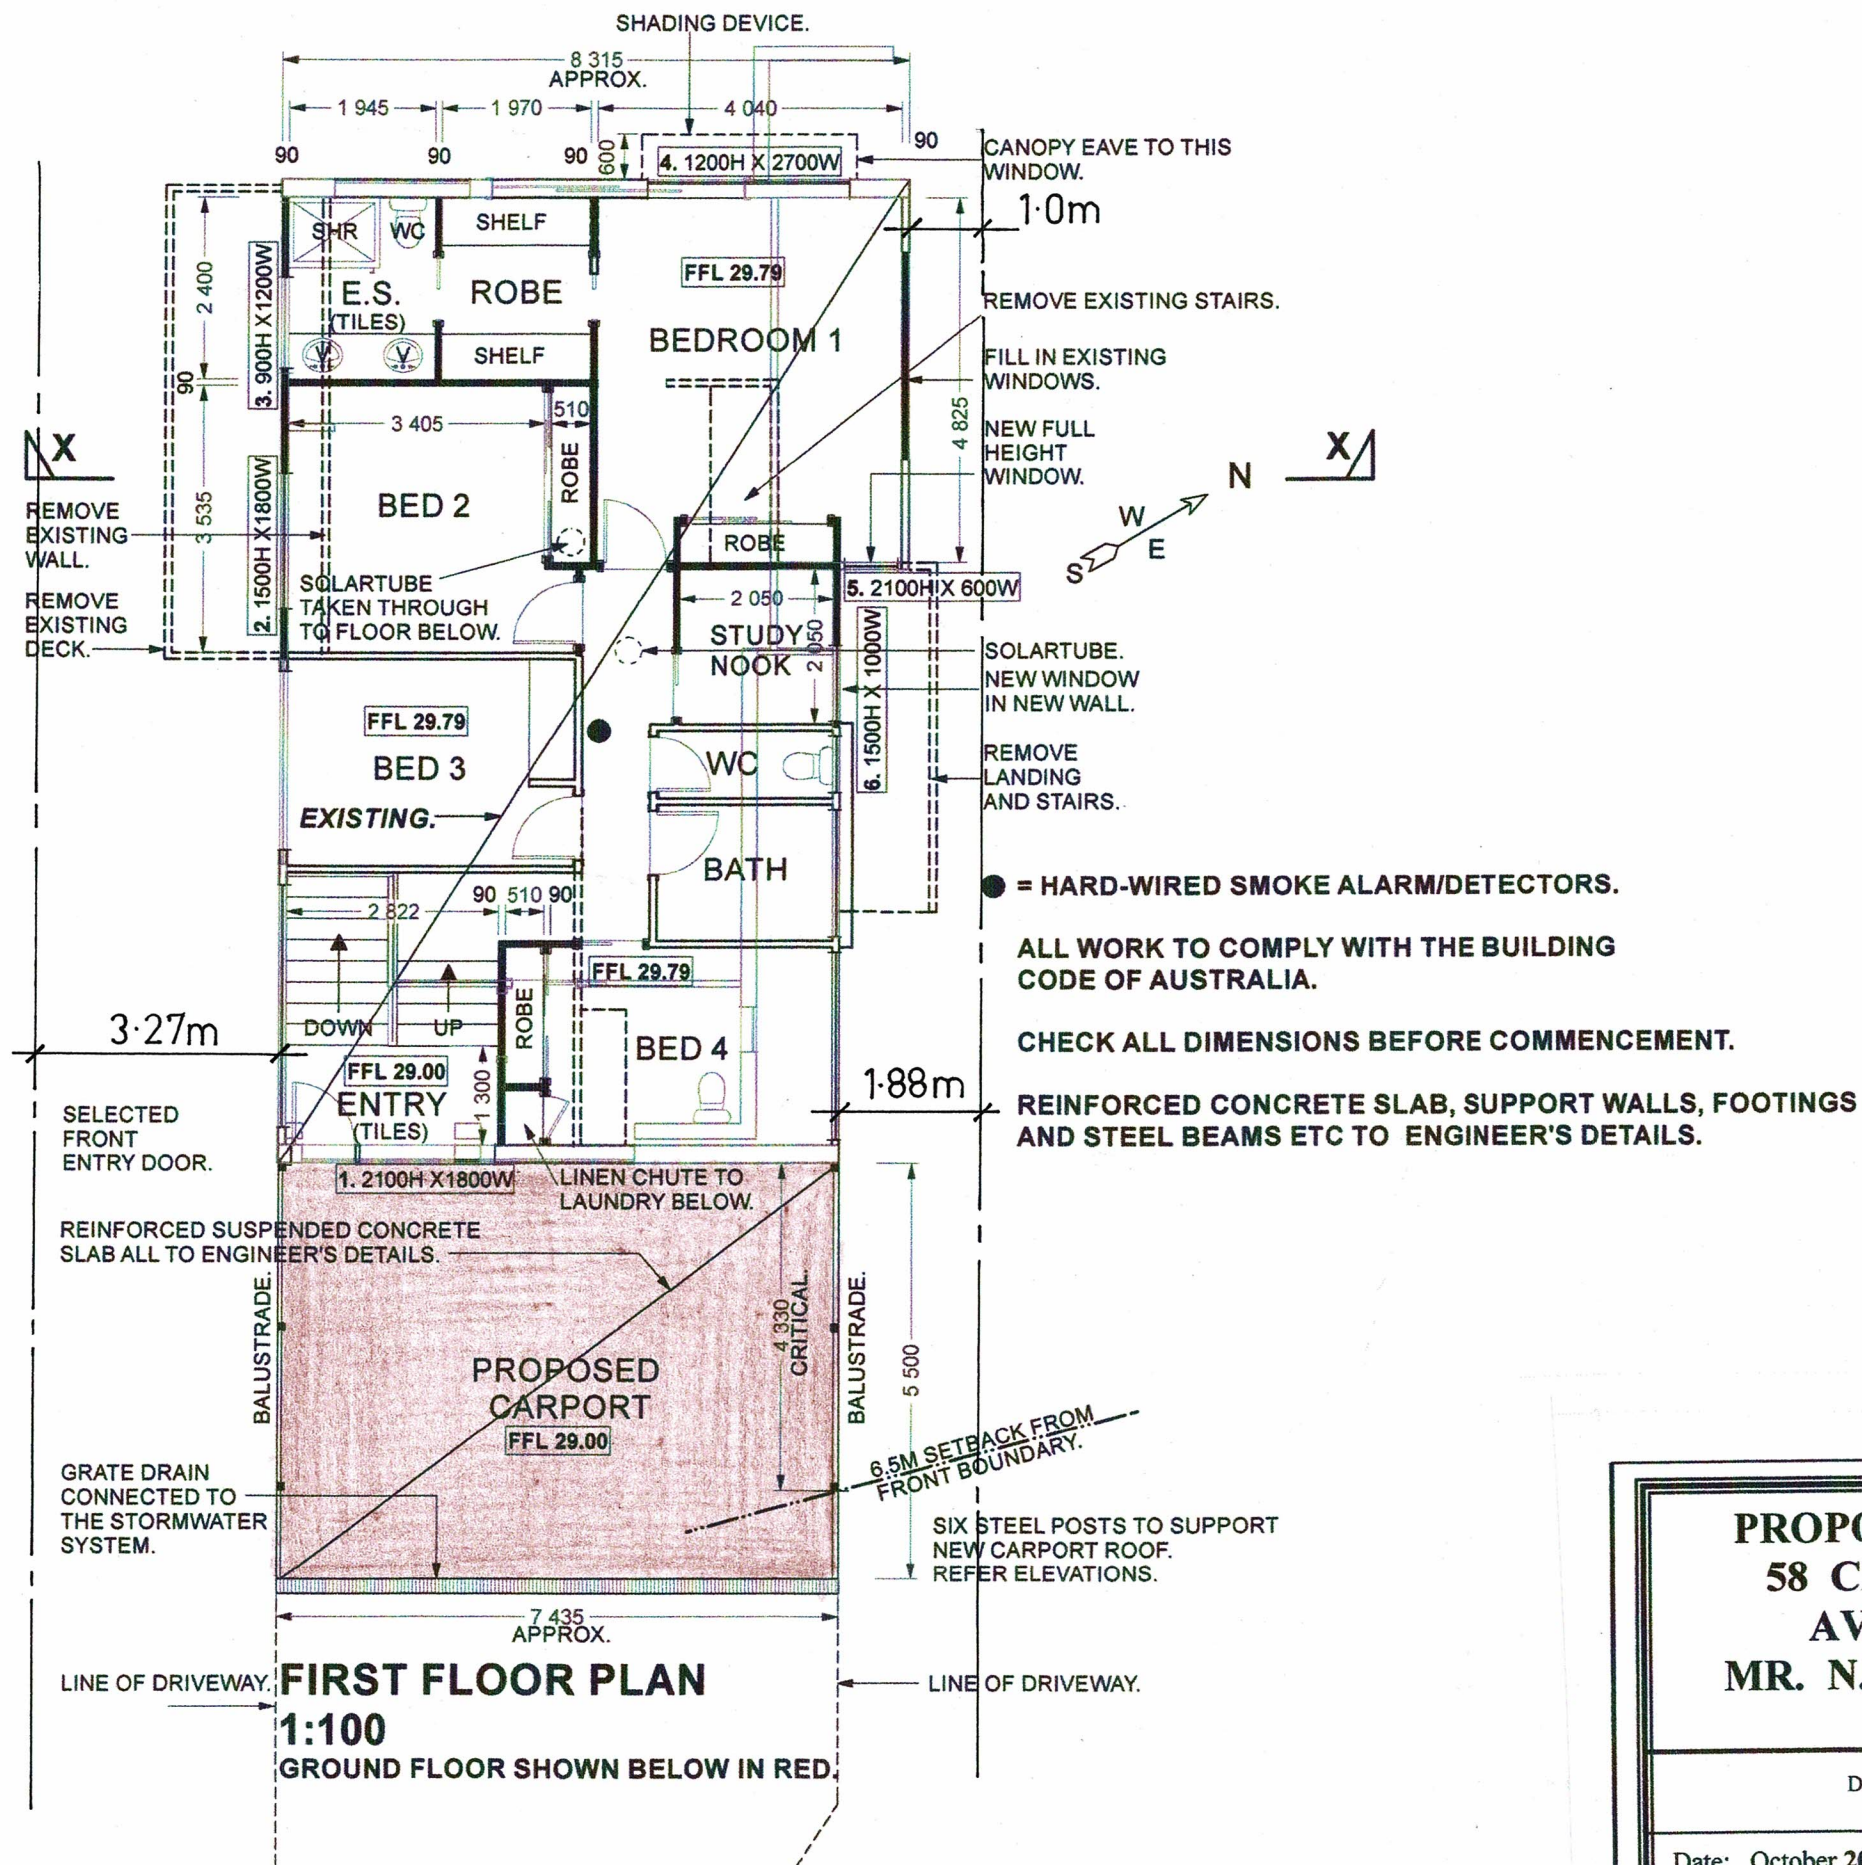 SHADING DEVICE.
8 315
APPROX.
1 945
1 970
4 040
90
90
90
600
90
4. 1200H X 2700W
CANOPY EAVE TO THIS
WINDOW.
1·0m
SHR
WC
SHELF
2 400
3. 900H X1200W
FFL 29.79
E.S.
(TILES)
ROBE
REMOVE EXISTING STAIRS.
BEDROOM 1
V
V
SHELF
FILL IN EXISTING
WINDOWS.
90
3 405
510
4 825
NEW FULL
HEIGHT
WINDOW.
X
X
N
W
E
S
ROBE
BED 2
3 535
2. 1500H X1800W
REMOVE
EXISTING
WALL.
ROBE
SOLARTUBE
TAKEN THROUGH
TO FLOOR BELOW.
REMOVE
EXISTING
DECK.
5. 2100H X 600W
2 050
2 050
STUDY
NOOK
6. 1500H X 1000W
SOLARTUBE.
NEW WINDOW
IN NEW WALL.
FFL 29.79
BED 3
WC
REMOVE
LANDING
AND STAIRS.
EXISTING.
BATH
= HARD-WIRED SMOKE ALARM/DETECTORS.
90 510 90
2 822
ALL WORK TO COMPLY WITH THE BUILDING
CODE OF AUSTRALIA.
FFL 29.79
ROBE
DOWN
UP
3·27m
BED 4
CHECK ALL DIMENSIONS BEFORE COMMENCEMENT.
FFL 29.00
1 300
1·88m
ENTRY
(TILES)
REINFORCED CONCRETE SLAB, SUPPORT WALLS, FOOTINGS
AND STEEL BEAMS ETC TO ENGINEER'S DETAILS.
SELECTED
FRONT
ENTRY DOOR.
1. 2100H X1800W
LINEN CHUTE TO
LAUNDRY BELOW.
REINFORCED SUSPENDED CONCRETE
SLAB ALL TO ENGINEER'S DETAILS.
BALUSTRADE.
4 330
CRITICAL.
BALUSTRADE.
5 500
PROPOSED
CARPORT
FFL 29.00
6.5M SETBACK FROM
FRONT BOUNDARY.
GRATE DRAIN
CONNECTED TO
THE STORMWATER
SYSTEM.
SIX STEEL POSTS TO SUPPORT
NEW CARPORT ROOF.
REFER ELEVATIONS.
7 435
APPROX.
LINE OF DRIVEWAY.
FIRST FLOOR PLAN
LINE OF DRIVEWAY.
1:100
GROUND FLOOR SHOWN BELOW IN RED.
PROPO
58 C
AV
MR. N.
D
Date: October 20